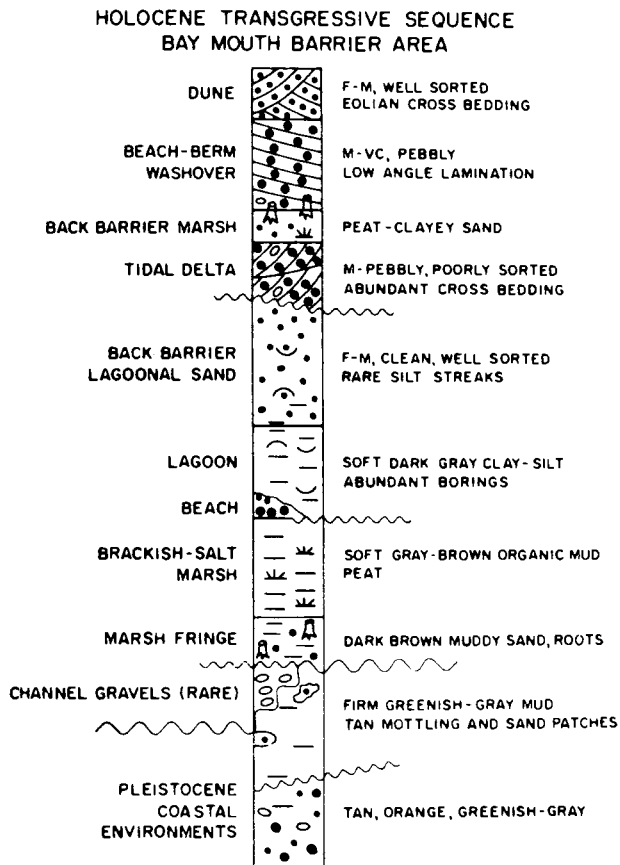 HOLOCENE TRANSGRESSIVE SEQUENCE
BAY MOUTH BARRIER AREA
DUNE
F-M, WELL SORTED
EOLIAN CROSS BEDDING
BEACH-BERM
WASHOVER
M-VC, PEBBLY
LOW ANGLE LAMINATION
BACK BARRIER MARSH
PEAT-CLAYEY SAND
TIDAL DELTA
M-PEBBLY, POORLY SORTED
ABUNDANT CROSS BEDDING
BACK BARRIER
LAGOONAL SAND
F-M, CLEAN, WELL SORTED
RARE SILT STREAKS
LAGOON
SOFT DARK GRAY CLAY-SILT
ABUNDANT BORINGS
BEACH
BRACKISH-SALT
MARSH
SOFT GRAY-BROWN ORGANIC MUD
PEAT
MARSH FRINGE
DARK BROWN MUDDY SAND, ROOTS
CHANNEL GRAVELS (RARE)
FIRM GREENISH-GRAY MUD
TAN MOTTLING AND SAND PATCHES
PLEISTOCENE
COASTAL
ENVIRONMENTS
TAN, ORANGE, GREENISH-GRAY